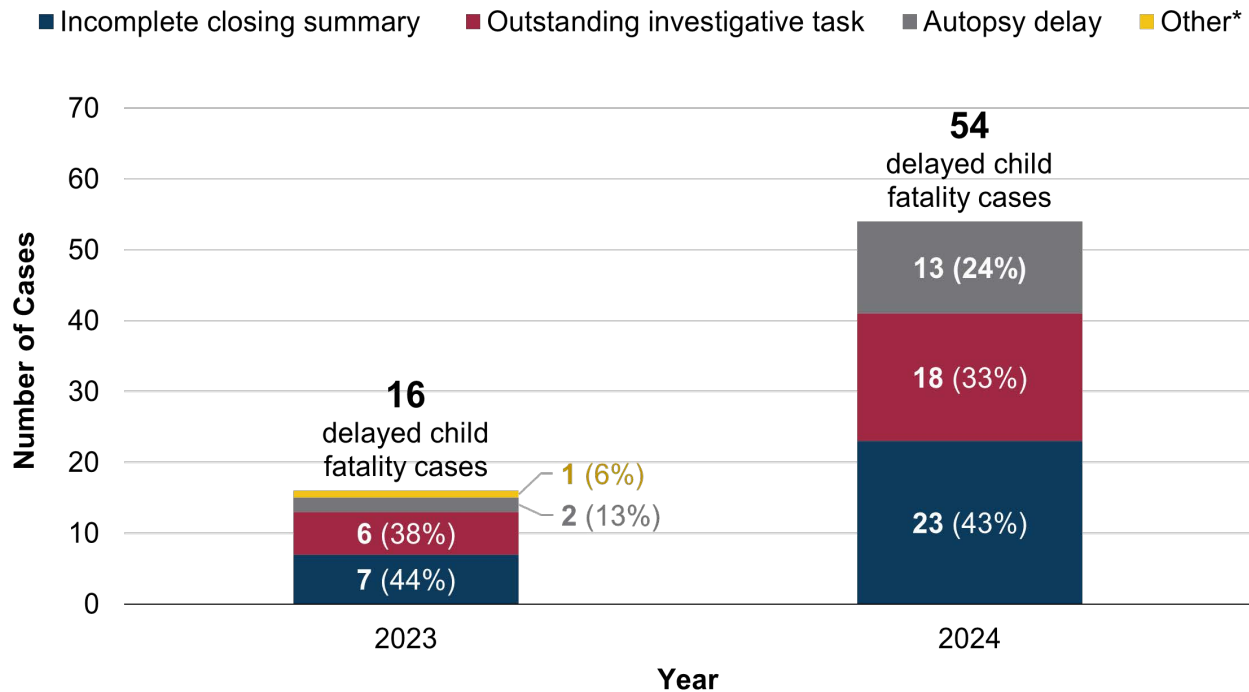 Incomplete closing summary Outstanding investigative task Autopsy delay Other*
Number of Cases
70
60
50
40
30
20
10
0
16
delayed child
fatality cases
1 (6%)
2 (13%)
6 (38%)
7 (44%)
54
delayed child
fatality cases
13 (24%)
18 (33%)
23 (43%)
2023 2024
Year